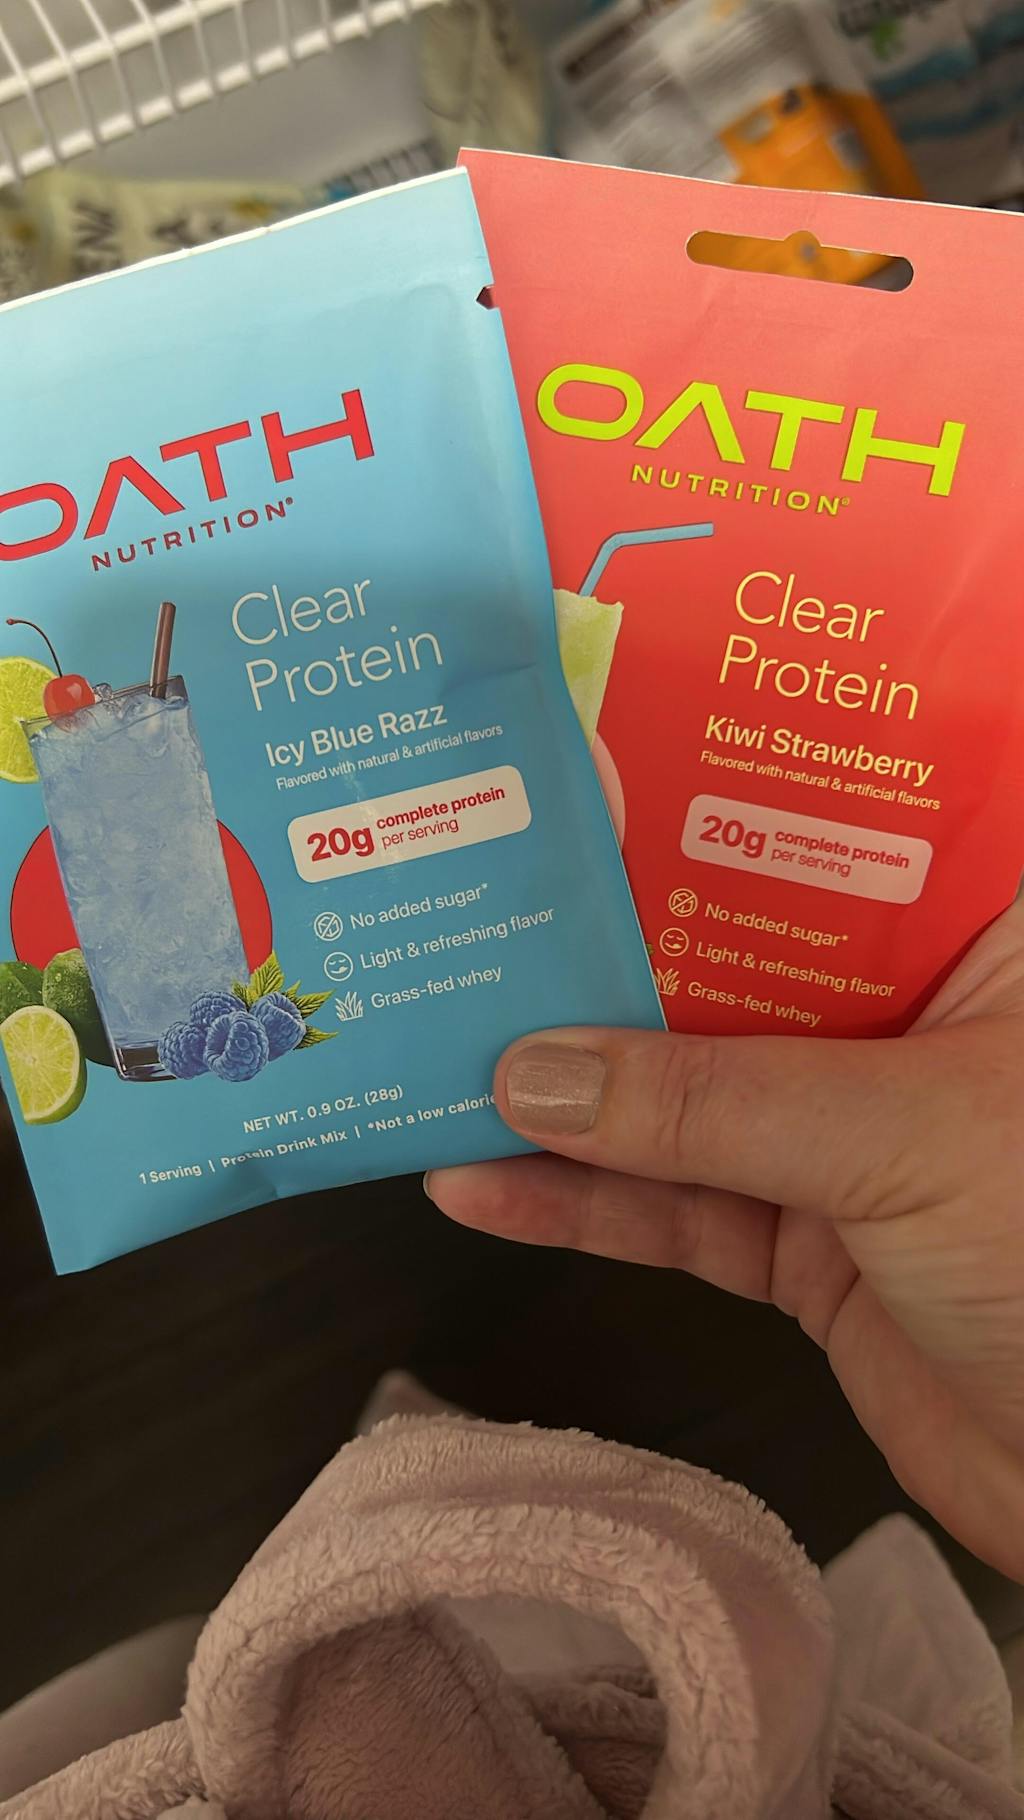 OATH
NUTRITION®
Clear
Protein
Icy Blue Razz
Flavored with natural & artificial flavors
20g complete protein
per serving
No added sugar*
Light & refreshing flavor
Grass-fed whey
NET WT. 0.9 OZ. (28g)
1 Serving | Protein Drink Mix | *Not a low calorie
OATH
NUTRITION®
Clear
Protein
Kiwi Strawberry
Flavored with natural & artificial flavors
20g complete protein
per serving
No added sugar*
Light & refreshing flavor
Grass-fed whey